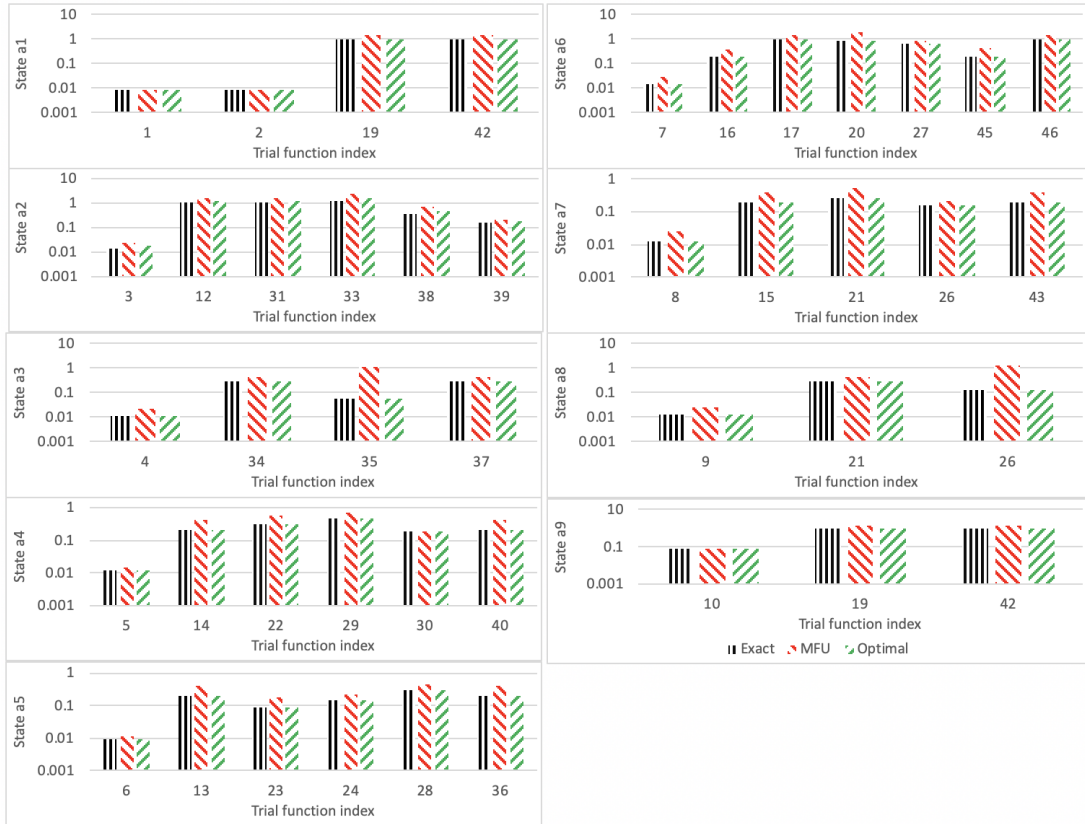 State a1
10
1
0.1
0.01
0.001
1 2 19 42
Trial function index
State a2
10
1
0.1
0.01
0.001
3 12 31 33 38 39
Trial function index
State a3
10
1
0.1
0.01
0.001
4 34 35 37
Trial function index
State a4
1
0.1
0.01
0.001
5 14 22 29 30 40
Trial function index
State a5
1
0.1
0.01
0.001
6 13 23 24 28 36
Trial function index
State a6
10
1
0.1
0.01
0.001
7 16 17 20 27 45 46
Trial function index
State a7
1
0.1
0.01
0.001
8 15 21 26 43
Trial function index
State a8
10
1
0.1
0.01
0.001
9 21 26
Trial function index
State a9
10
0.1
0.001
10 19 42
Trial function index
Exact MFU Optimal